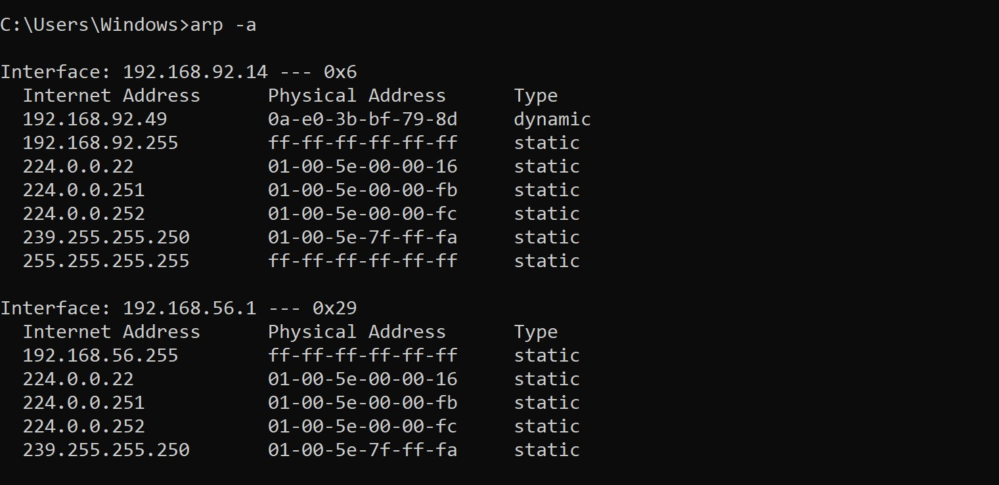 C:\Users\Windows>arp -a
Interface: 192.168.92.14 --- 0x6
Internet Address Physical Address Type
192.168.92.49 0a-e0-3b-bf-79-8d dynamic
192.168.92.255 ff-ff-ff-ff-ff-ff static
224.0.0.22 01-00-5e-00-00-16 static
224.0.0.251 01-00-5e-00-00-fb static
224.0.0.252 01-00-5e-00-00-fc static
239.255.255.250 01-00-5e-7f-ff-fa static
255.255.255.255 ff-ff-ff-ff-ff-ff static
Interface: 192.168.56.1 --- 0x29
Internet Address Physical Address Type
192.168.56.255 ff-ff-ff-ff-ff-ff static
224.0.0.22 01-00-5e-00-00-16 static
224.0.0.251 01-00-5e-00-00-fb static
224.0.0.252 01-00-5e-00-00-fc static
239.255.255.250 01-00-5e-7f-ff-fa static